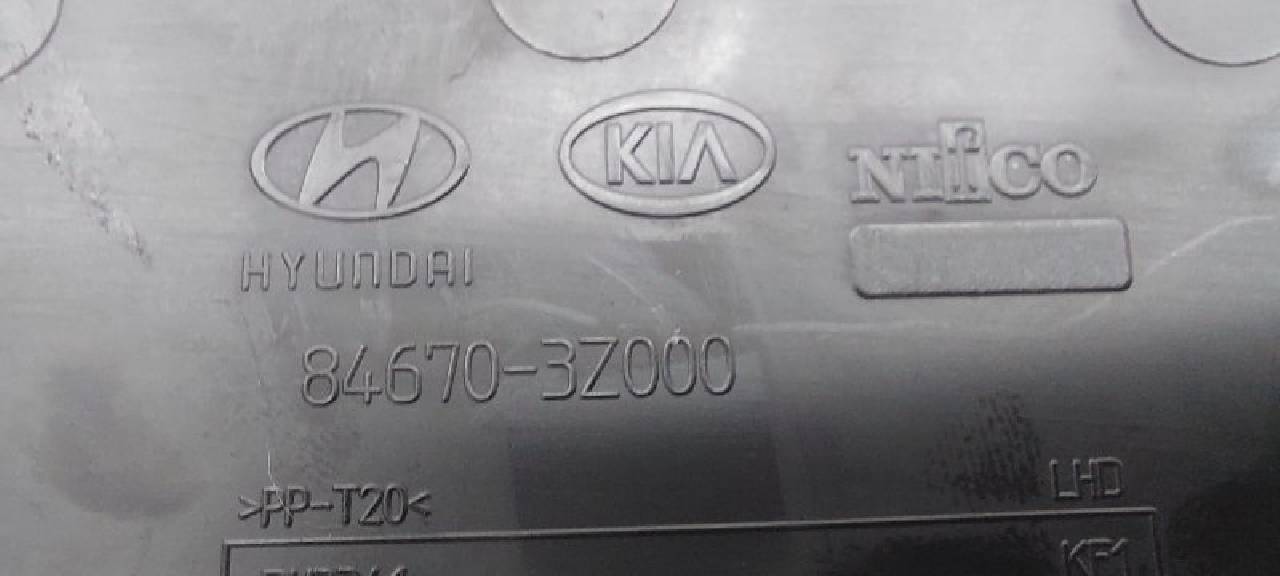 KIA NIFCO
HYUNDAI
84670-3Z000
>PP-T20< LHD